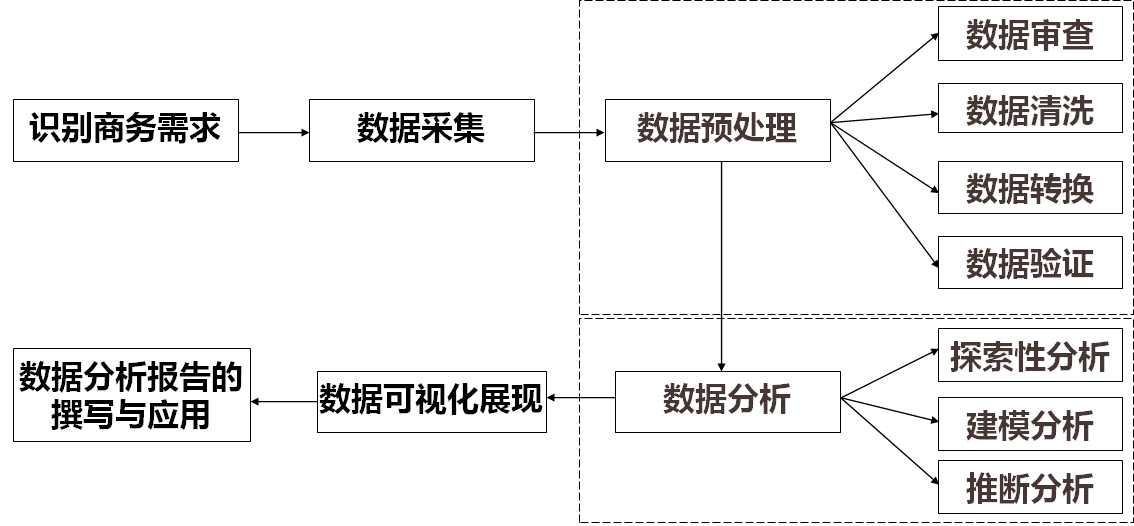 识别商务需求
数据采集
数据预处理
数据审查
数据清洗
数据转换
数据验证
数据分析报告的
撰写与应用
数据可视化展现
数据分析
探索性分析
建模分析
推断分析